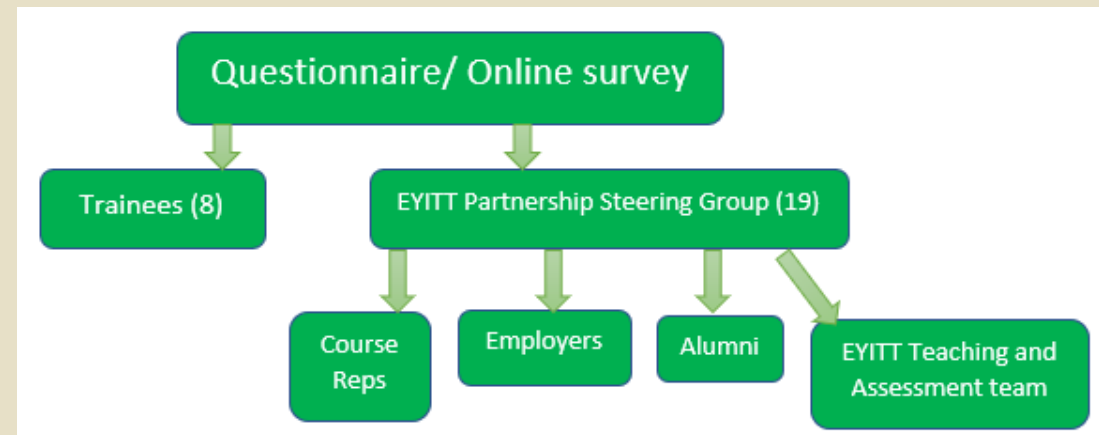 Questionnaire/ Online survey
Trainees (8)
EYITT Partnership Steering Group (19)
Course
Reps
Employers
Alumni
EYITT Teaching and
Assessment team